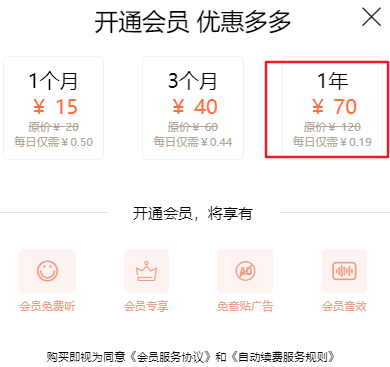 开通会员 优惠多多
1个月 3个月 1年
￥ 15 ￥ 40 ￥ 70
原价￥ 20 原价￥ 60 原价￥ 120
每日仅需￥0.50 每日仅需￥0.44 每日仅需￥0.19
开通会员，将享有
AD
会员免费听 会员专享 免音贴广告 会员音效
购买即视为同意《会员服务协议》和《自动续费服务规则》